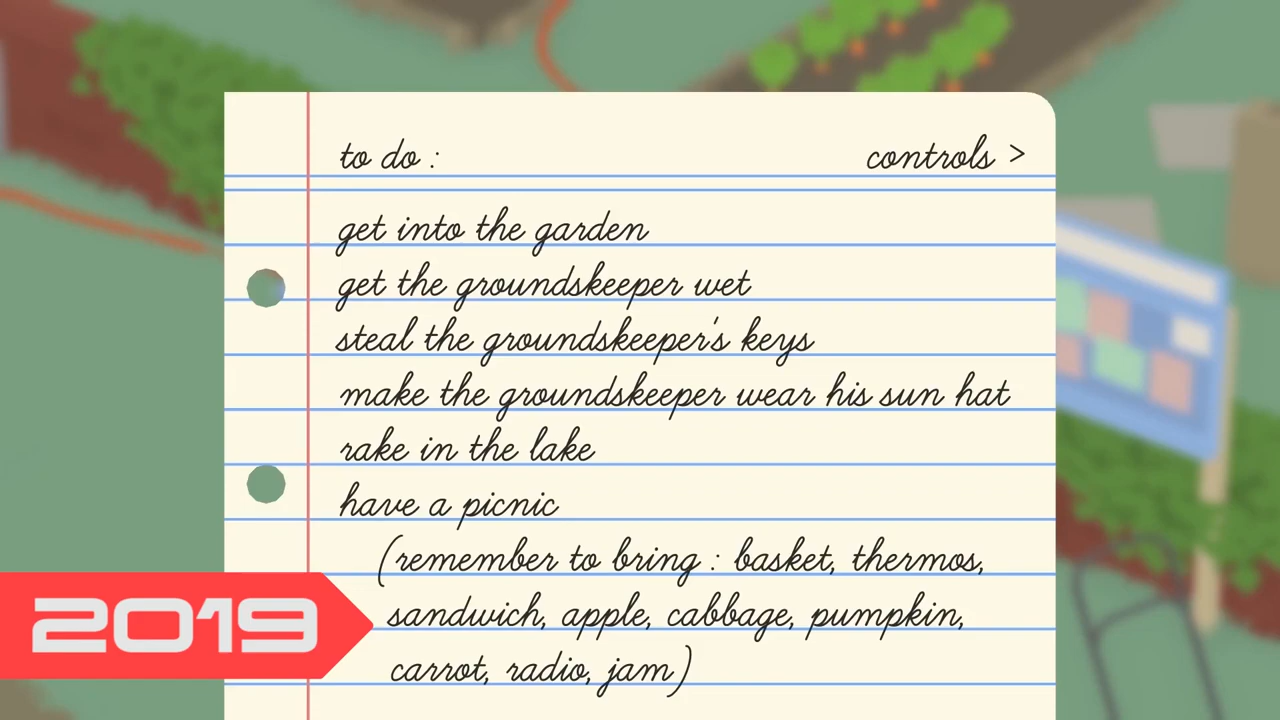 to do :
controls >
get into the garden
get the groundskeeper wet
steal the groundskeeper's keys
make the groundskeeper wear his sun hat
rake in the lake
have a picnic
(remember to bring : basket, thermos,
sandwich, apple, cabbage, pumpkin,
carrot, radio, jam)
2019